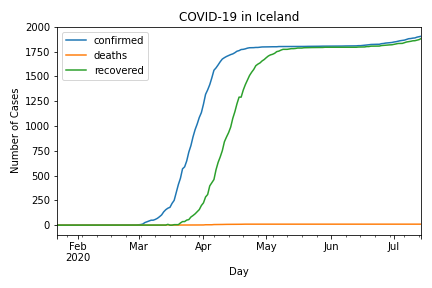 COVID-19 in Iceland
2000
1750
1500
1250
1000
750
500
250
0
Number of Cases
confirmed
deaths
recovered
Feb
2020
Mar
Apr
May
Jun
Jul
Day